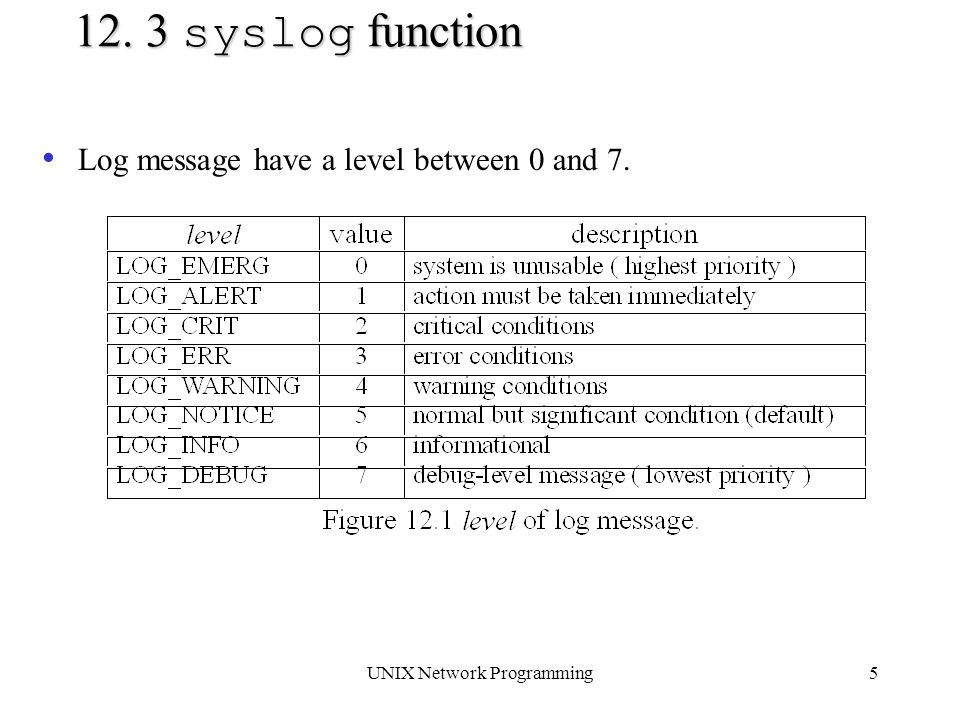 12. 3 syslog function
• Log message have a level between 0 and 7.
level value description
LOG_EMERG 0 system is unusable ( highest priority )
LOG_ALERT 1 action must be taken immediately
LOG_CRIT 2 critical conditions
LOG_ERR 3 error conditions
LOG_WARNING 4 warning conditions
LOG_NOTICE 5 normal but significant condition (default)
LOG_INFO 6 informational
LOG_DEBUG 7 debug-level message ( lowest priority )
Figure 12.1 level of log message.
UNIX Network Programming 5